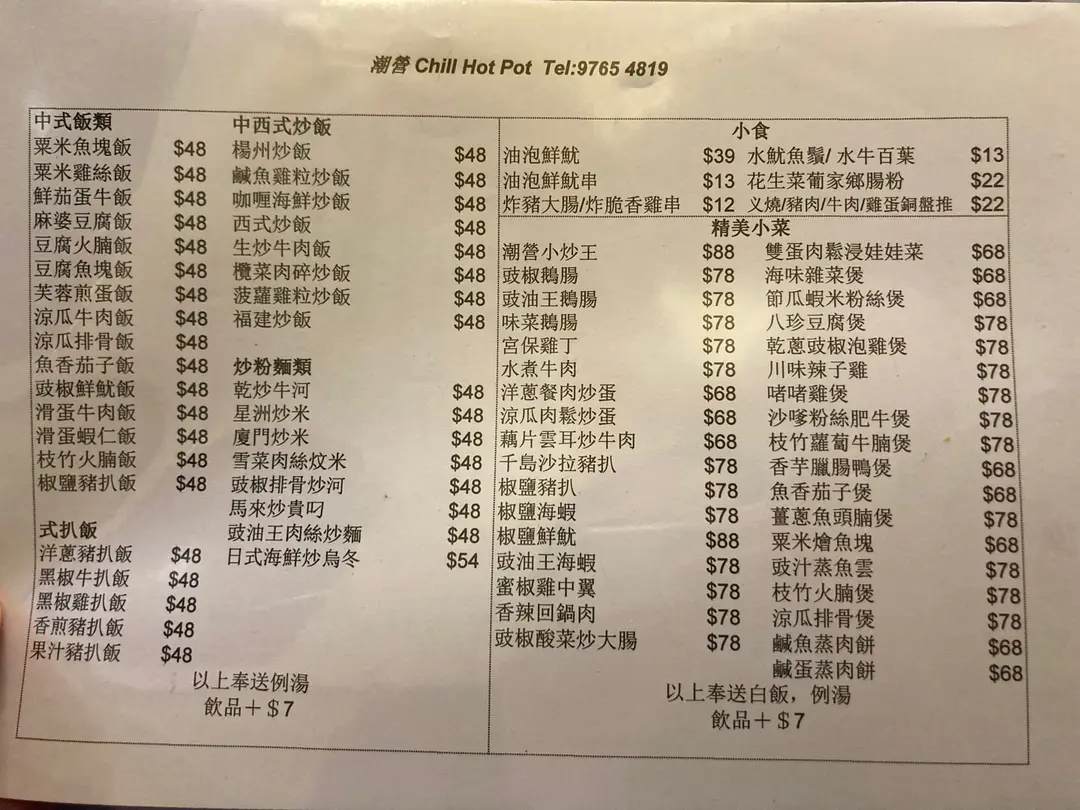 潮營 Chill Hot Pot Tel:9765 4819
中式飯類
粟米魚塊飯 $48
粟米雞絲飯 $48
鮮茄蛋牛飯 $48
麻婆豆腐飯 $48
豆腐火腩飯 $48
豆腐魚塊飯 $48
芙蓉煎蛋飯 $48
涼瓜牛肉飯 $48
涼瓜排骨飯 $48
魚香茄子飯 $48
豉椒鮮魷飯 $48
滑蛋牛肉飯 $48
滑蛋蝦仁飯 $48
枝竹火腩飯 $48
椒鹽豬扒飯 $48
式扒飯
洋蔥豬扒飯 $48
黑椒牛扒飯 $48
黑椒雞扒飯 $48
香煎豬扒飯 $48
果汁豬扒飯 $48
中西式炒飯
楊州炒飯 $48
鹹魚雞粒炒飯 $48
咖喱海鮮炒飯 $48
西式炒飯 $48
生炒牛肉飯 $48
欖菜肉碎炒飯 $48
菠蘿雞粒炒飯 $48
福建炒飯 $48
炒粉麵類
乾炒牛河 $48
星洲炒米 $48
廈門炒米 $48
雪菜肉絲炆米 $48
豉椒排骨炒河 $48
馬來炒貴叼 $48
豉油王肉絲炒麵 $48
日式海鮮炒烏冬 $54
以上奉送例湯
飲品＋＄7
小食
油泡鮮魷 $39 水魷魚鬚/ 水牛百葉 $13
油泡鮮魷串 $13 花生菜葡家鄉腸粉 $22
炸豬大腸/炸脆香雞串 $12 义燒/豬肉/牛肉/雞蛋銅盤推 $22
精美小菜
潮營小炒王 $88
豉椒鵝腸 $78
豉油王鵝腸 $78
味菜鵝腸 $78
宮保雞丁 $78
水煮牛肉 $78
洋蔥餐肉炒蛋 $68
涼瓜肉鬆炒蛋 $68
藕片雲耳炒牛肉 $68
千島沙拉豬扒 $78
椒鹽豬扒 $78
椒鹽海蝦 $78
椒鹽鮮魷 $88
豉油王海蝦 $78
蜜椒雞中翼 $78
香辣回鍋肉 $78
豉椒酸菜炒大腸 $78
雙蛋肉鬆浸娃娃菜 $68
海味雜菜煲 $68
節瓜蝦米粉絲煲 $68
八珍豆腐煲 $78
乾蔥豉椒泡雞煲 $78
川味辣子雞 $78
啫啫雞煲 $78
沙嗲粉絲肥牛煲 $78
枝竹蘿蔔牛腩煲 $78
香芋臘腸鴨煲 $68
魚香茄子煲 $68
薑蔥魚頭腩煲 $78
粟米燴魚塊 $68
豉汁蒸魚雲 $78
枝竹火腩煲 $78
涼瓜排骨煲 $78
鹹魚蒸肉餅 $68
鹹蛋蒸肉餅 $68
以上奉送白飯，例湯
飲品＋＄7